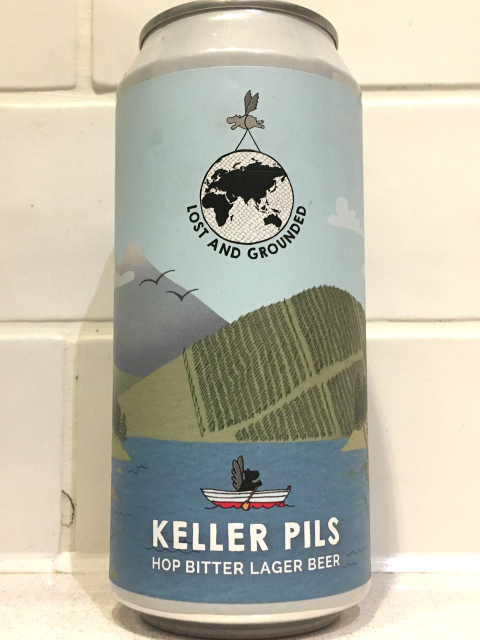 LOST AND GROUNDED
KELLER PILS
HOP BITTER LAGER BEER